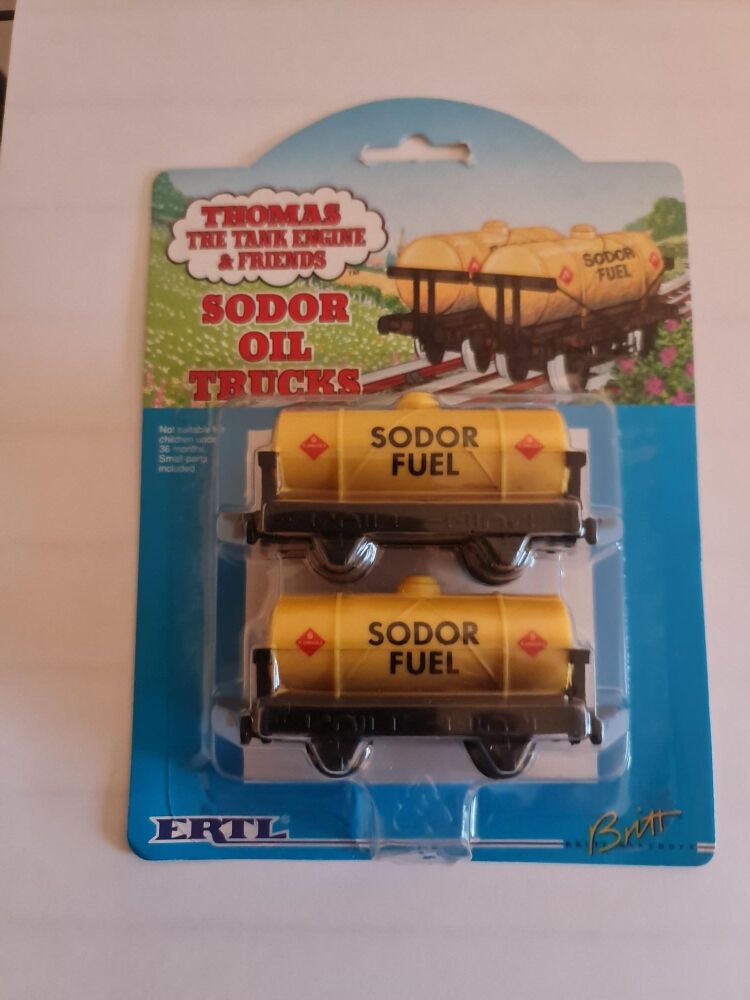 THOMAS
THE TANK ENGINE
& FRIENDS
TM
SODOR
OIL
TRUCKS
SODOR
FUEL
Not suitable for
children under
36 months.
Small parts
included
SODOR
FUEL
SODOR
FUEL
ERTL
Britt